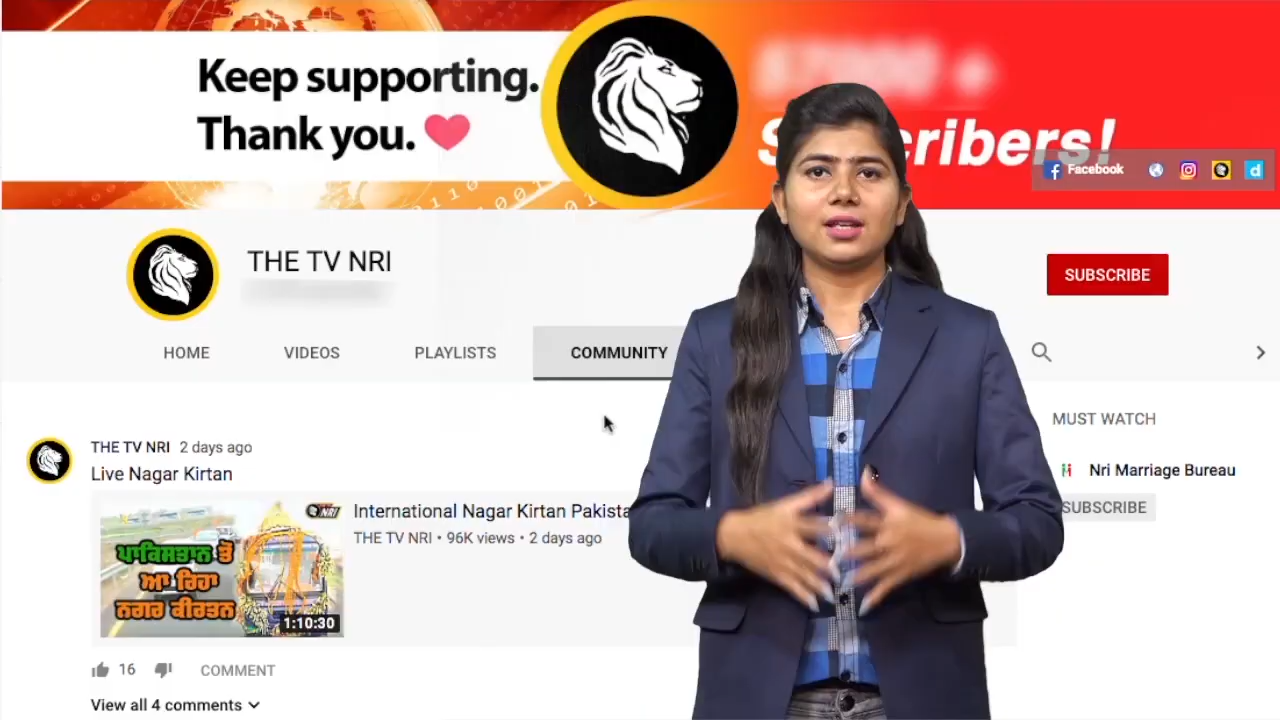 Keep supporting.
Thank you.
Facebook
THE TV NRI
SUBSCRIBE
HOME
VIDEOS
PLAYLISTS
COMMUNITY
MUST WATCH
Nri Marriage Bureau
SUBSCRIBE
THE TV NRI 2 days ago
Live Nagar Kirtan
ਪਾਕਿਸਤਾਨ ਤੋਂ
ਆ ਰਿਹਾ
ਨਗਰ ਕੀਰਤਨ
1:10:30
International Nagar Kirtan
THE TV NRI • 96K views • 2 days ago
16
COMMENT
View all 4 comments